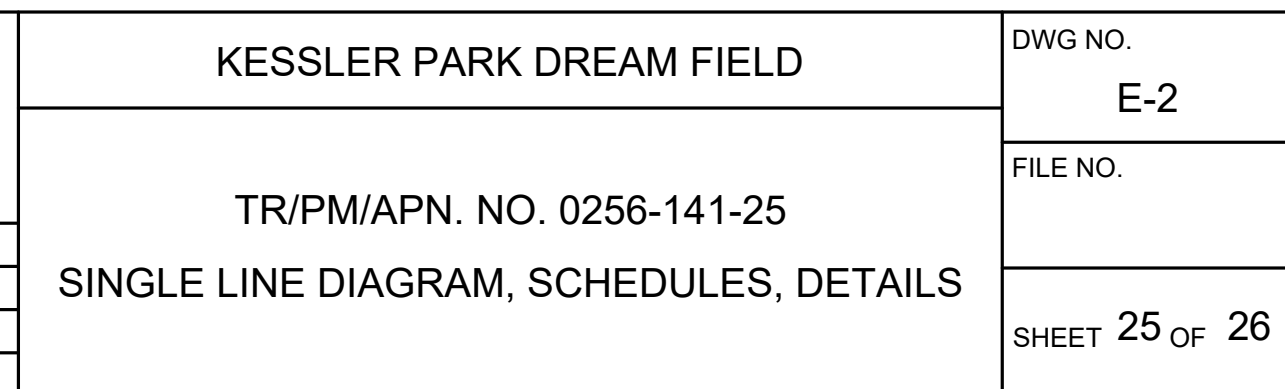 KESSLER PARK DREAM FIELD
TR/PM/APN. NO. 0256-141-25
SINGLE LINE DIAGRAM, SCHEDULES, DETAILS
DWG NO.
E-2
FILE NO.
SHEET 25 OF 26